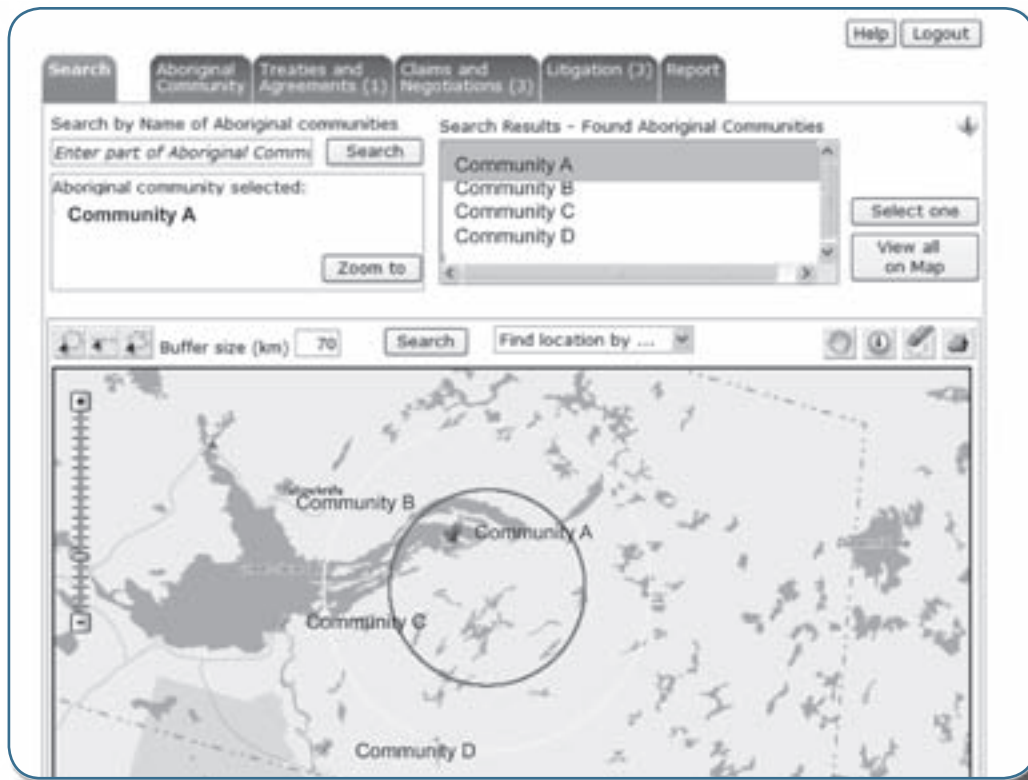 Help Logout
Search Aboriginal Community Treaties and Agreements (1) Claims and Negotiations (3) Litigation (3) Report
Search by Name of Aboriginal communities
Enter part of Aboriginal Commu
Search
Aboriginal community selected:
Community A
Zoom to
Search Results - Found Aboriginal Communities
Community A
Community B
Community C
Community D
Select one
View all
on Map
Buffer size (km) 70 Search Find location by ...
Community B
Community A
Community C
Community D